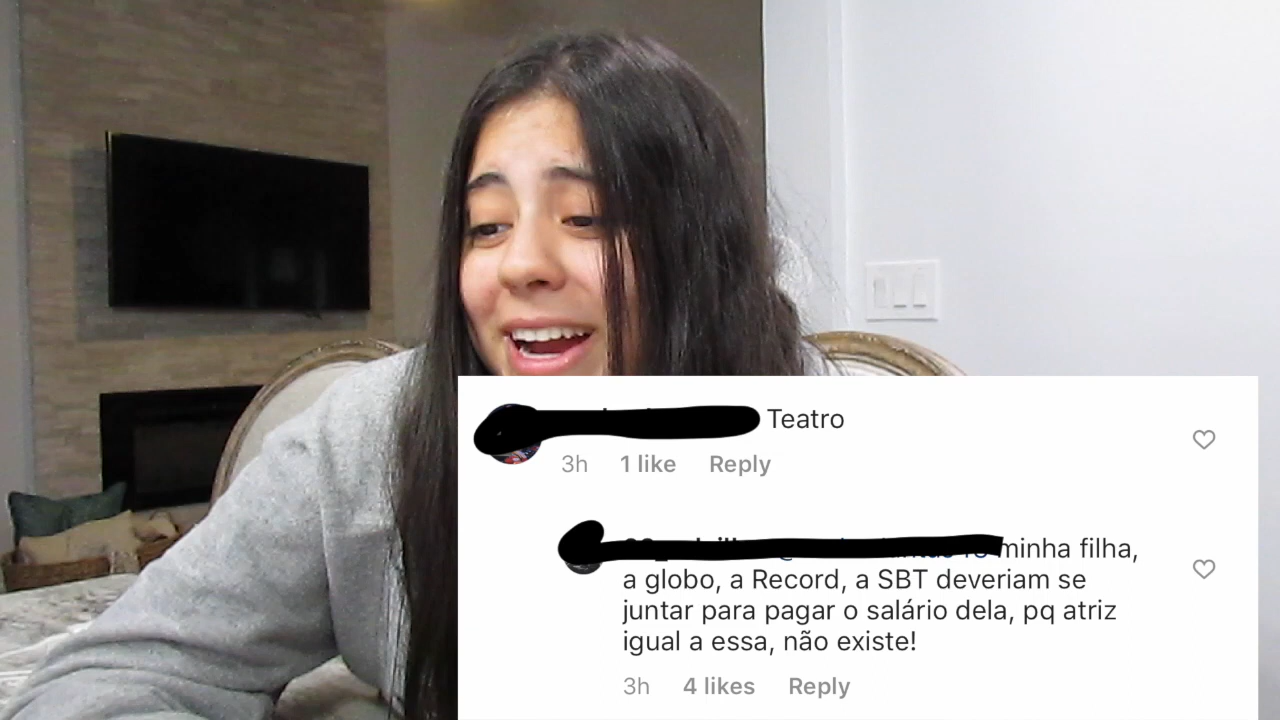 Teatro
3h 1 like Reply
minha filha,
a globo, a Record, a SBT deveriam se
juntar para pagar o salário dela, pq atriz
igual a essa, não existe!
3h 4 likes Reply